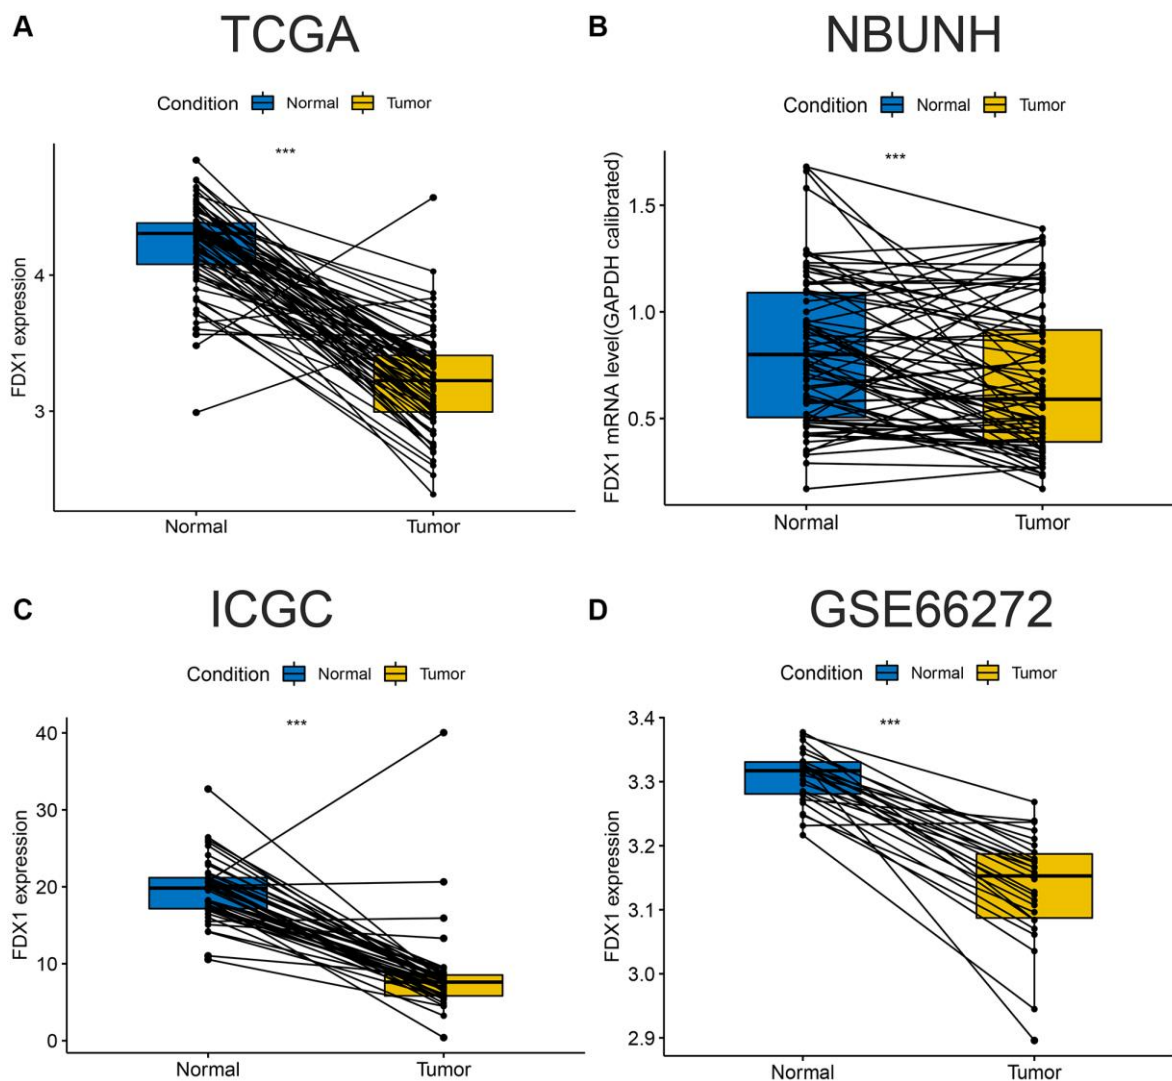 A TCGA
Condition Normal Tumor
***
4
3
FDX1 expression
Normal Tumor
B NBUNH
Condition Normal Tumor
***
1.5
1.0
0.5
FDX1 mRNA level(GAPDH calibrated)
Normal Tumor
C ICGC
Condition Normal Tumor
***
40
30
20
10
0
FDX1 expression
Normal Tumor
D GSE66272
Condition Normal Tumor
***
3.4
3.3
3.2
3.1
3.0
2.9
FDX1 expression
Normal Tumor